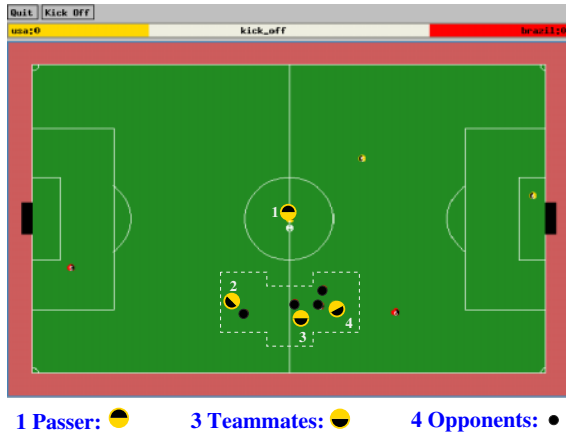 Quit Kick Off
usa:0 kick_off brazil:0
1
2
4
3
1 Passer: 3 Teammates: 4 Opponents: